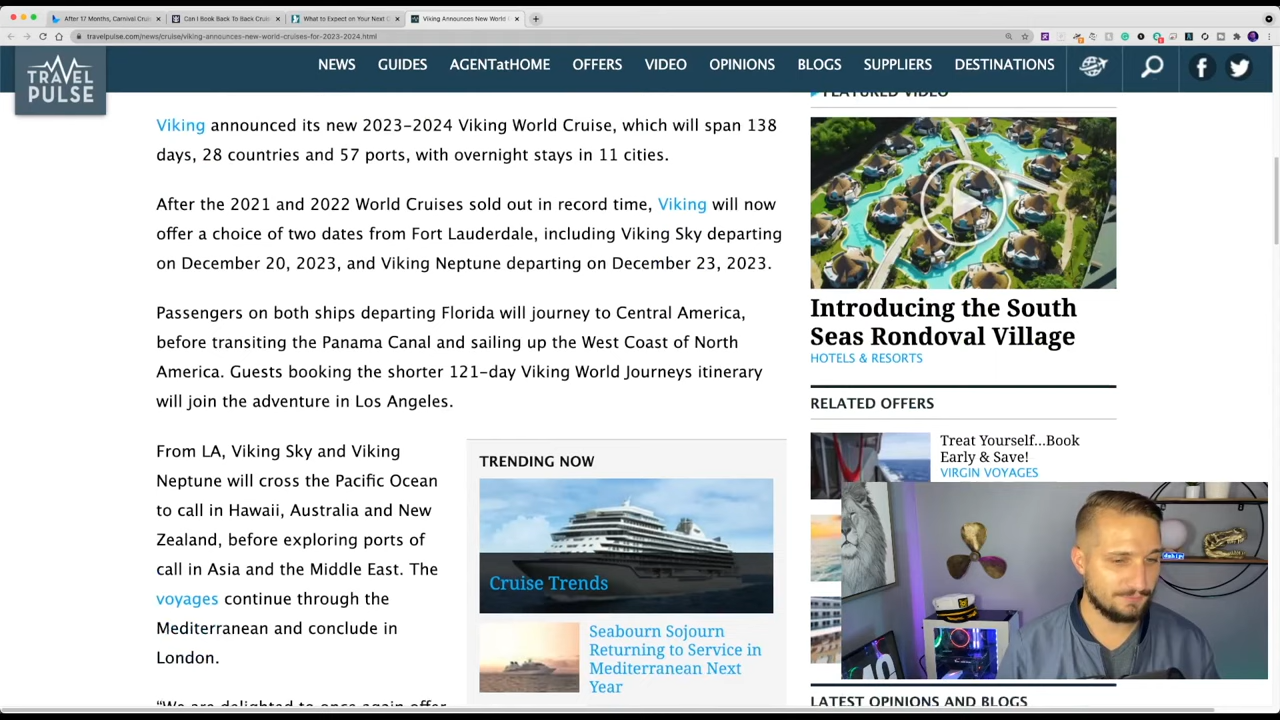 After 17 Months, Carnival Cruis
Can I Book Back To Back Cruise
What to Expect on Your Next C
Viking Announces New World
travelpulse.com/news/cruise/viking-announces-new-world-cruises-for-2023-2024.html
TRAVEL
PULSE
NEWS GUIDES AGENTatHOME OFFERS VIDEO OPINIONS BLOGS SUPPLIERS DESTINATIONS
Viking announced its new 2023-2024 Viking World Cruise, which will span 138
days, 28 countries and 57 ports, with overnight stays in 11 cities.
After the 2021 and 2022 World Cruises sold out in record time, Viking will now
offer a choice of two dates from Fort Lauderdale, including Viking Sky departing
on December 20, 2023, and Viking Neptune departing on December 23, 2023.
Passengers on both ships departing Florida will journey to Central America,
before transiting the Panama Canal and sailing up the West Coast of North
America. Guests booking the shorter 121-day Viking World Journeys itinerary
will join the adventure in Los Angeles.
From LA, Viking Sky and Viking
Neptune will cross the Pacific Ocean
to call in Hawaii, Australia and New
Zealand, before exploring ports of
call in Asia and the Middle East. The
voyages continue through the
Mediterranean and conclude in
London.
"We are delighted to once again offer
TRENDING NOW
Cruise Trends
Seabourn Sojourn
Returning to Service in
Mediterranean Next
Year
FEATURED VIDEO
Introducing the South
Seas Rondoval Village
HOTELS & RESORTS
RELATED OFFERS
Treat Yourself...Book
Early & Save!
VIRGIN VOYAGES
LATEST OPINIONS AND BLOGS